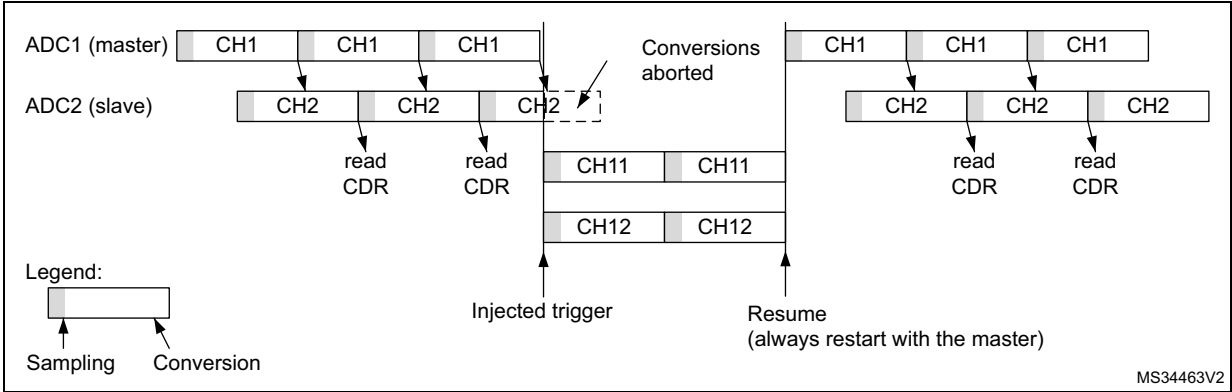 ADC1 (master) CH1 CH1 CH1 Conversions aborted CH1 CH1 CH1
ADC2 (slave) CH2 CH2 CH2 CH2 CH2 CH2
read CDR read CDR read CDR read CDR
CH11 CH11
CH12 CH12
Legend:
Injected trigger
Resume
(always restart with the master)
Sampling Conversion
MS34463V2